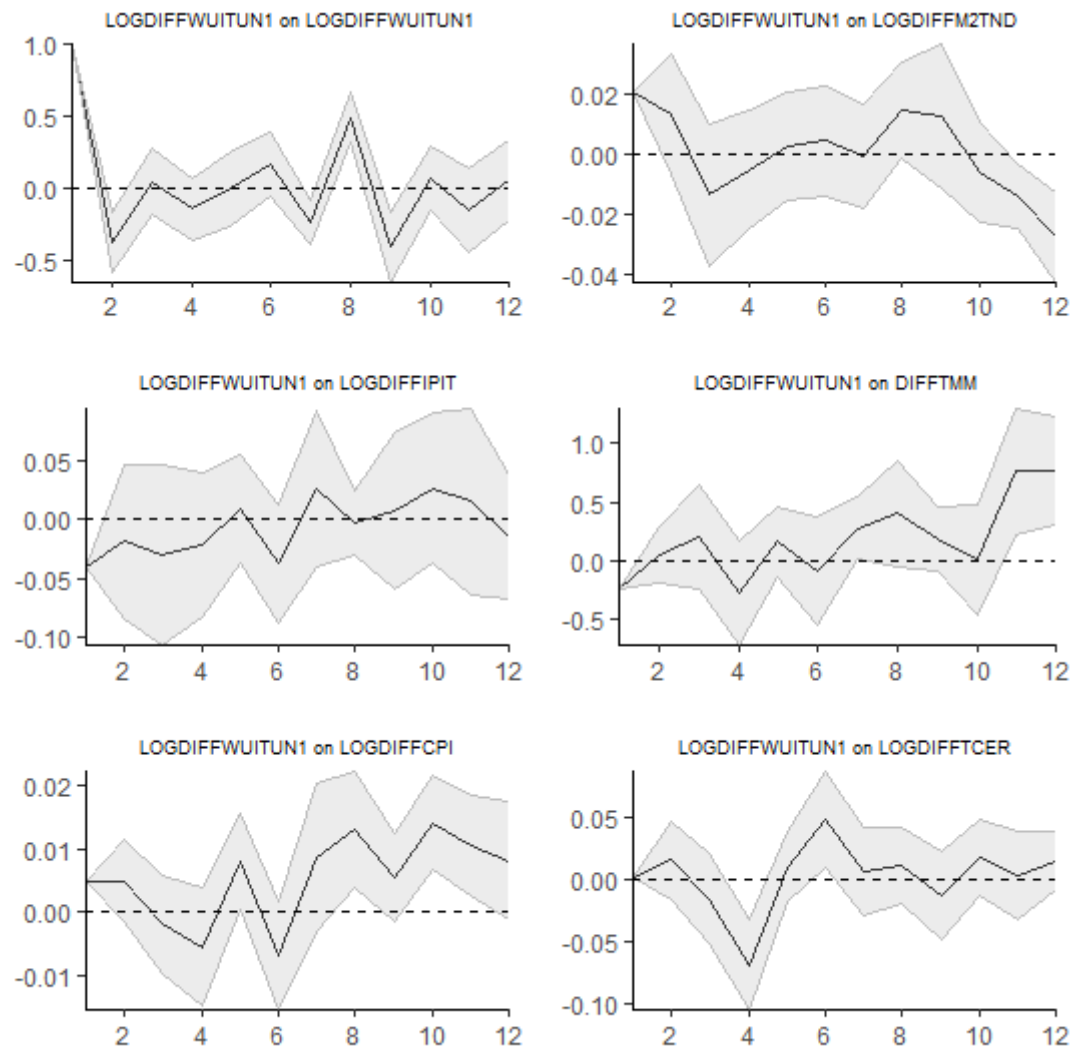 LOGDIFFWUITUN1 on LOGDIFFWUITUN1
1.0
0.5
0.0
-0.5
2 4 6 8 10 12
LOGDIFFWUITUN1 on LOGDIFFM2TND
0.02
0.00
-0.02
-0.04
2 4 6 8 10 12
LOGDIFFWUITUN1 on LOGDIFFIPIT
0.05
0.00
-0.05
-0.10
2 4 6 8 10 12
LOGDIFFWUITUN1 on DIFFTMM
1.0
0.5
0.0
-0.5
2 4 6 8 10 12
LOGDIFFWUITUN1 on LOGDIFFCPI
0.02
0.01
0.00
-0.01
2 4 6 8 10 12
LOGDIFFWUITUN1 on LOGDIFFTCER
0.05
0.00
-0.05
-0.10
2 4 6 8 10 12